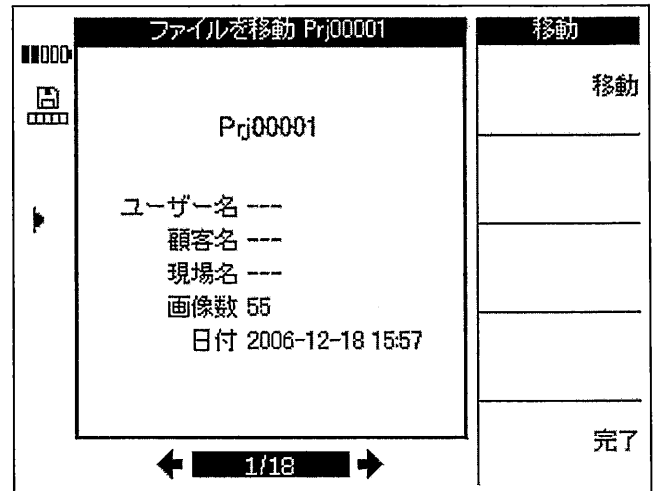 ファイルを移動 Prj00001
移動
移動
Prj00001
ユーザー名 ---
顧客名 ---
現場名 ---
画像数 55
日付 2006-12-18 15:57
1/18
完了